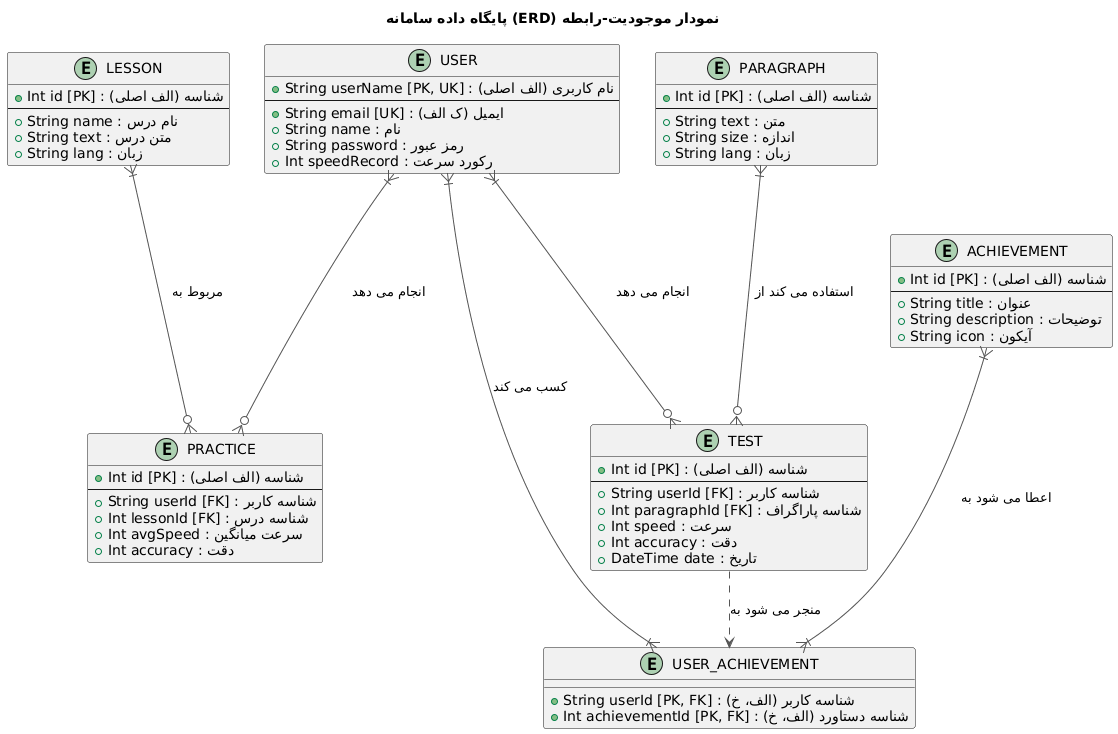 نمودار موجودیت-رابطه (ERD) پایگاه داده سامانه
E LESSON
Int id [PK] : شناسه (الف اصلی)
String name : نام درس
String text : متن درس
String lang : زبان
E USER
String userName [PK, UK] : نام کاربری (الف اصلی)
String email [UK] : ایمیل (ک الف)
String name : نام
String password : رمز عبور
Int speedRecord : رکورد سرعت
E PARAGRAPH
Int id [PK] : شناسه (الف اصلی)
String text : متن
String size : اندازه
String lang : زبان
E ACHIEVEMENT
Int id [PK] : شناسه (الف اصلی)
String title : عنوان
String description : توضیحات
String icon : آیکون
مربوط به
انجام می دهد
انجام می دهد
استفاده می کند از
کسب می کند
اعطا می شود به
E PRACTICE
Int id [PK] : شناسه (الف اصلی)
String userId [FK] : شناسه کاربر
Int lessonId [FK] : شناسه درس
Int avgSpeed : سرعت میانگین
Int accuracy : دقت
E TEST
Int id [PK] : شناسه (الف اصلی)
String userId [FK] : شناسه کاربر
Int paragraphId [FK] : شناسه پاراگراف
Int speed : سرعت
Int accuracy : دقت
DateTime date : تاریخ
منجر می شود به
E USER_ACHIEVEMENT
String userId [PK, FK] : شناسه کاربر (الف، خ)
Int achievementId [PK, FK] : شناسه دستاورد (الف، خ)